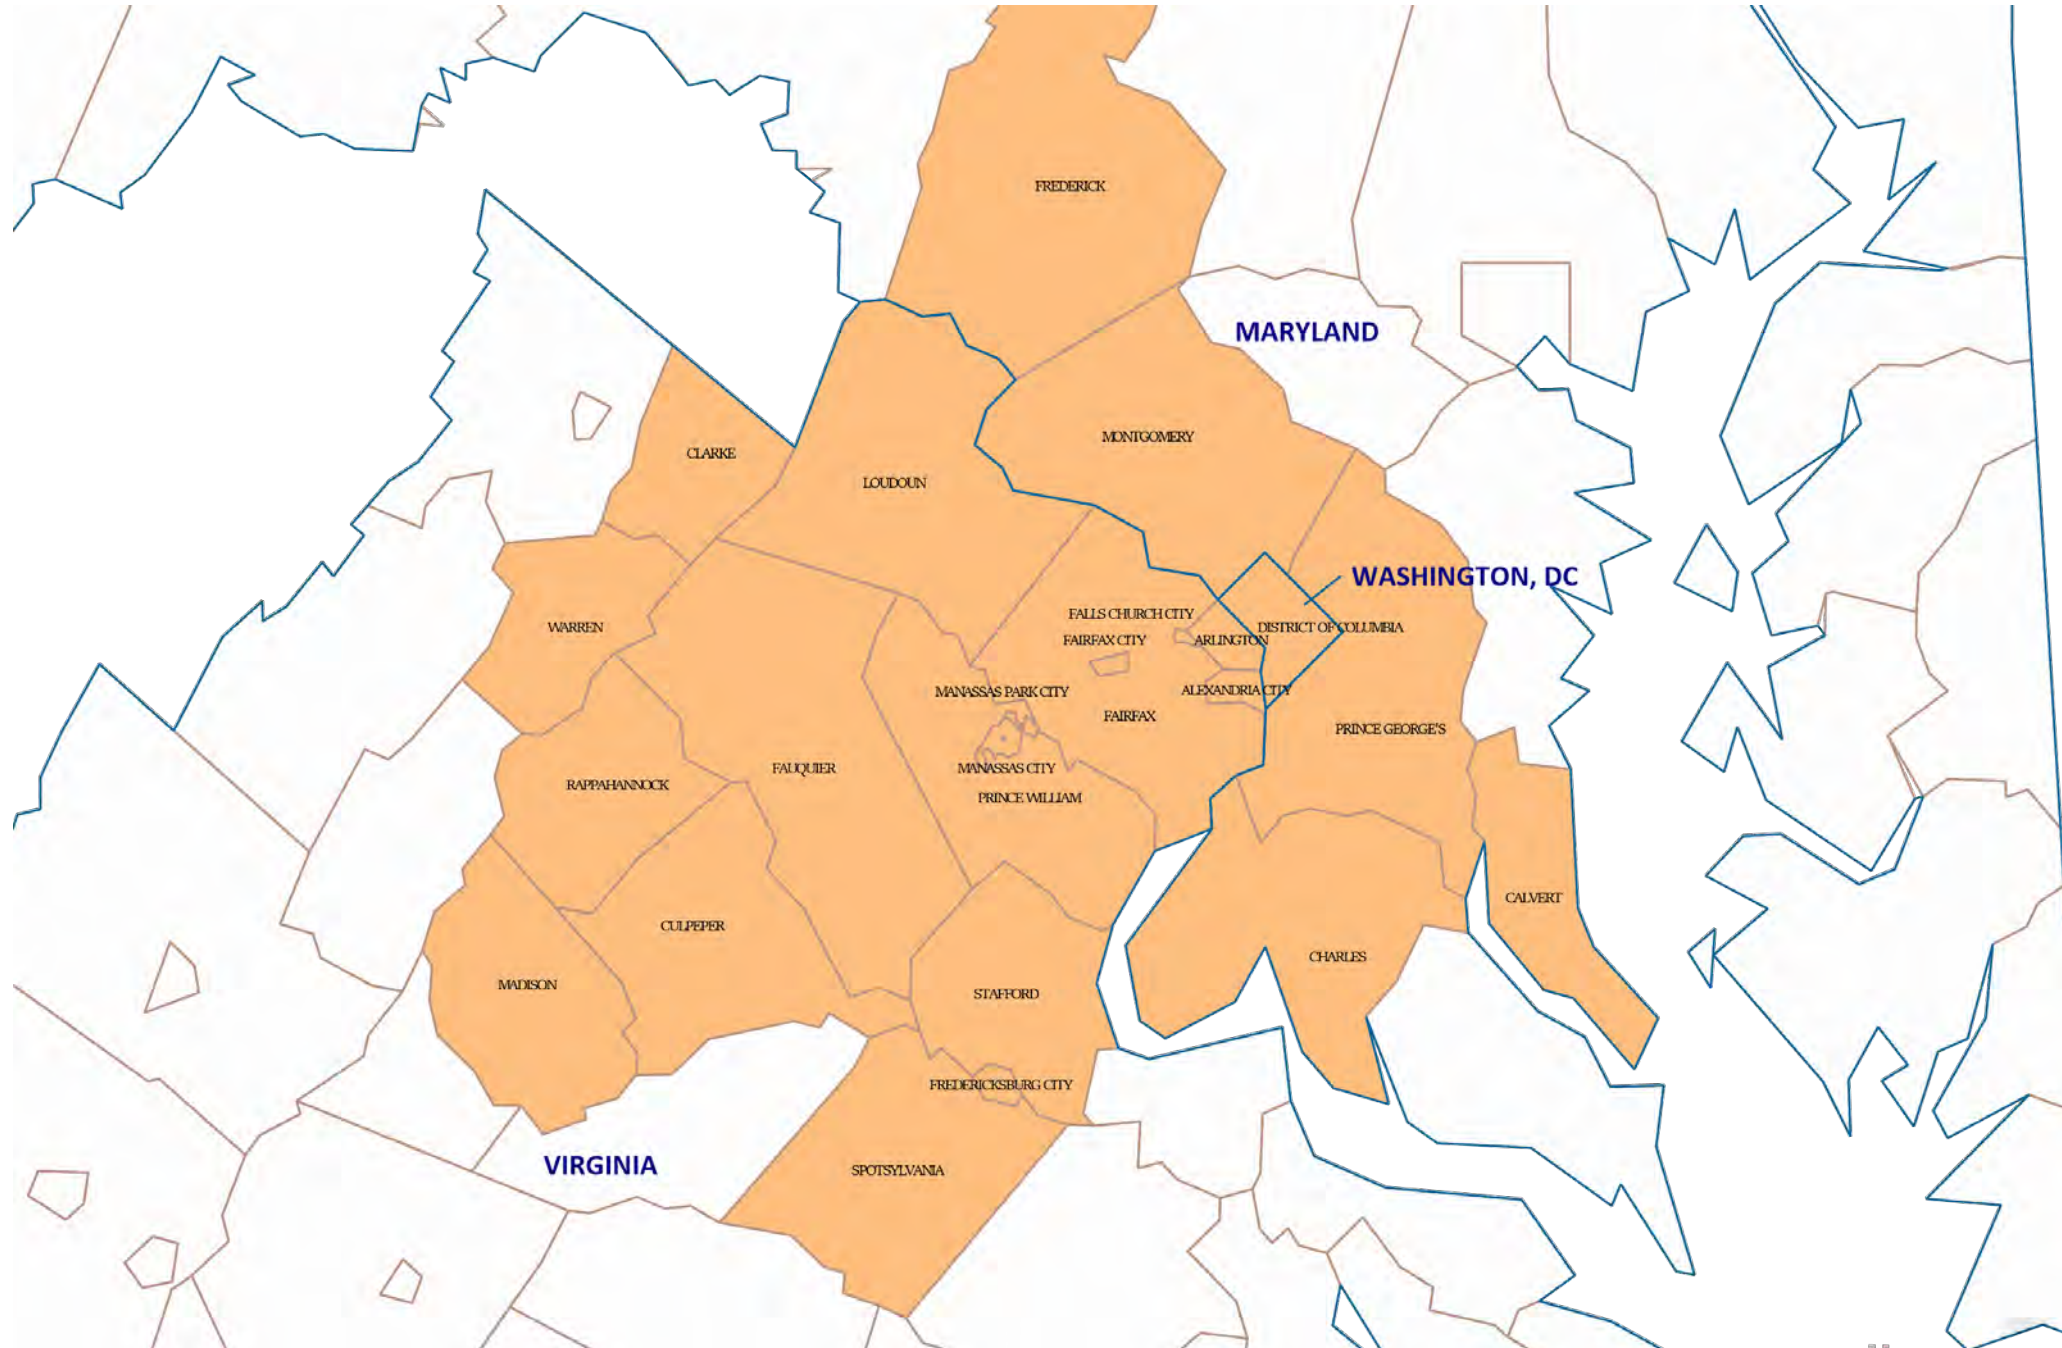 FREDERICK
MARYLAND
MONTGOMERY
CLARKE
LOUDOUN
WASHINGTON, DC
FALLS CHURCH CITY
WARREN
DISTRICT OF COLUMBIA
FAIRFAX CITY
ARLINGTON
MANASSAS PARK CITY
ALEXANDRIA CITY
FAIRFAX
PRINCE GEORGE'S
FAUQUIER
MANASSAS CITY
RAPPAHANNOCK
PRINCE WILLIAM
CALVERT
CULPEPER
CHARLES
MADISON
STAFFORD
FREDERICKSBURG CITY
VIRGINIA
SPOTSYLVANIA